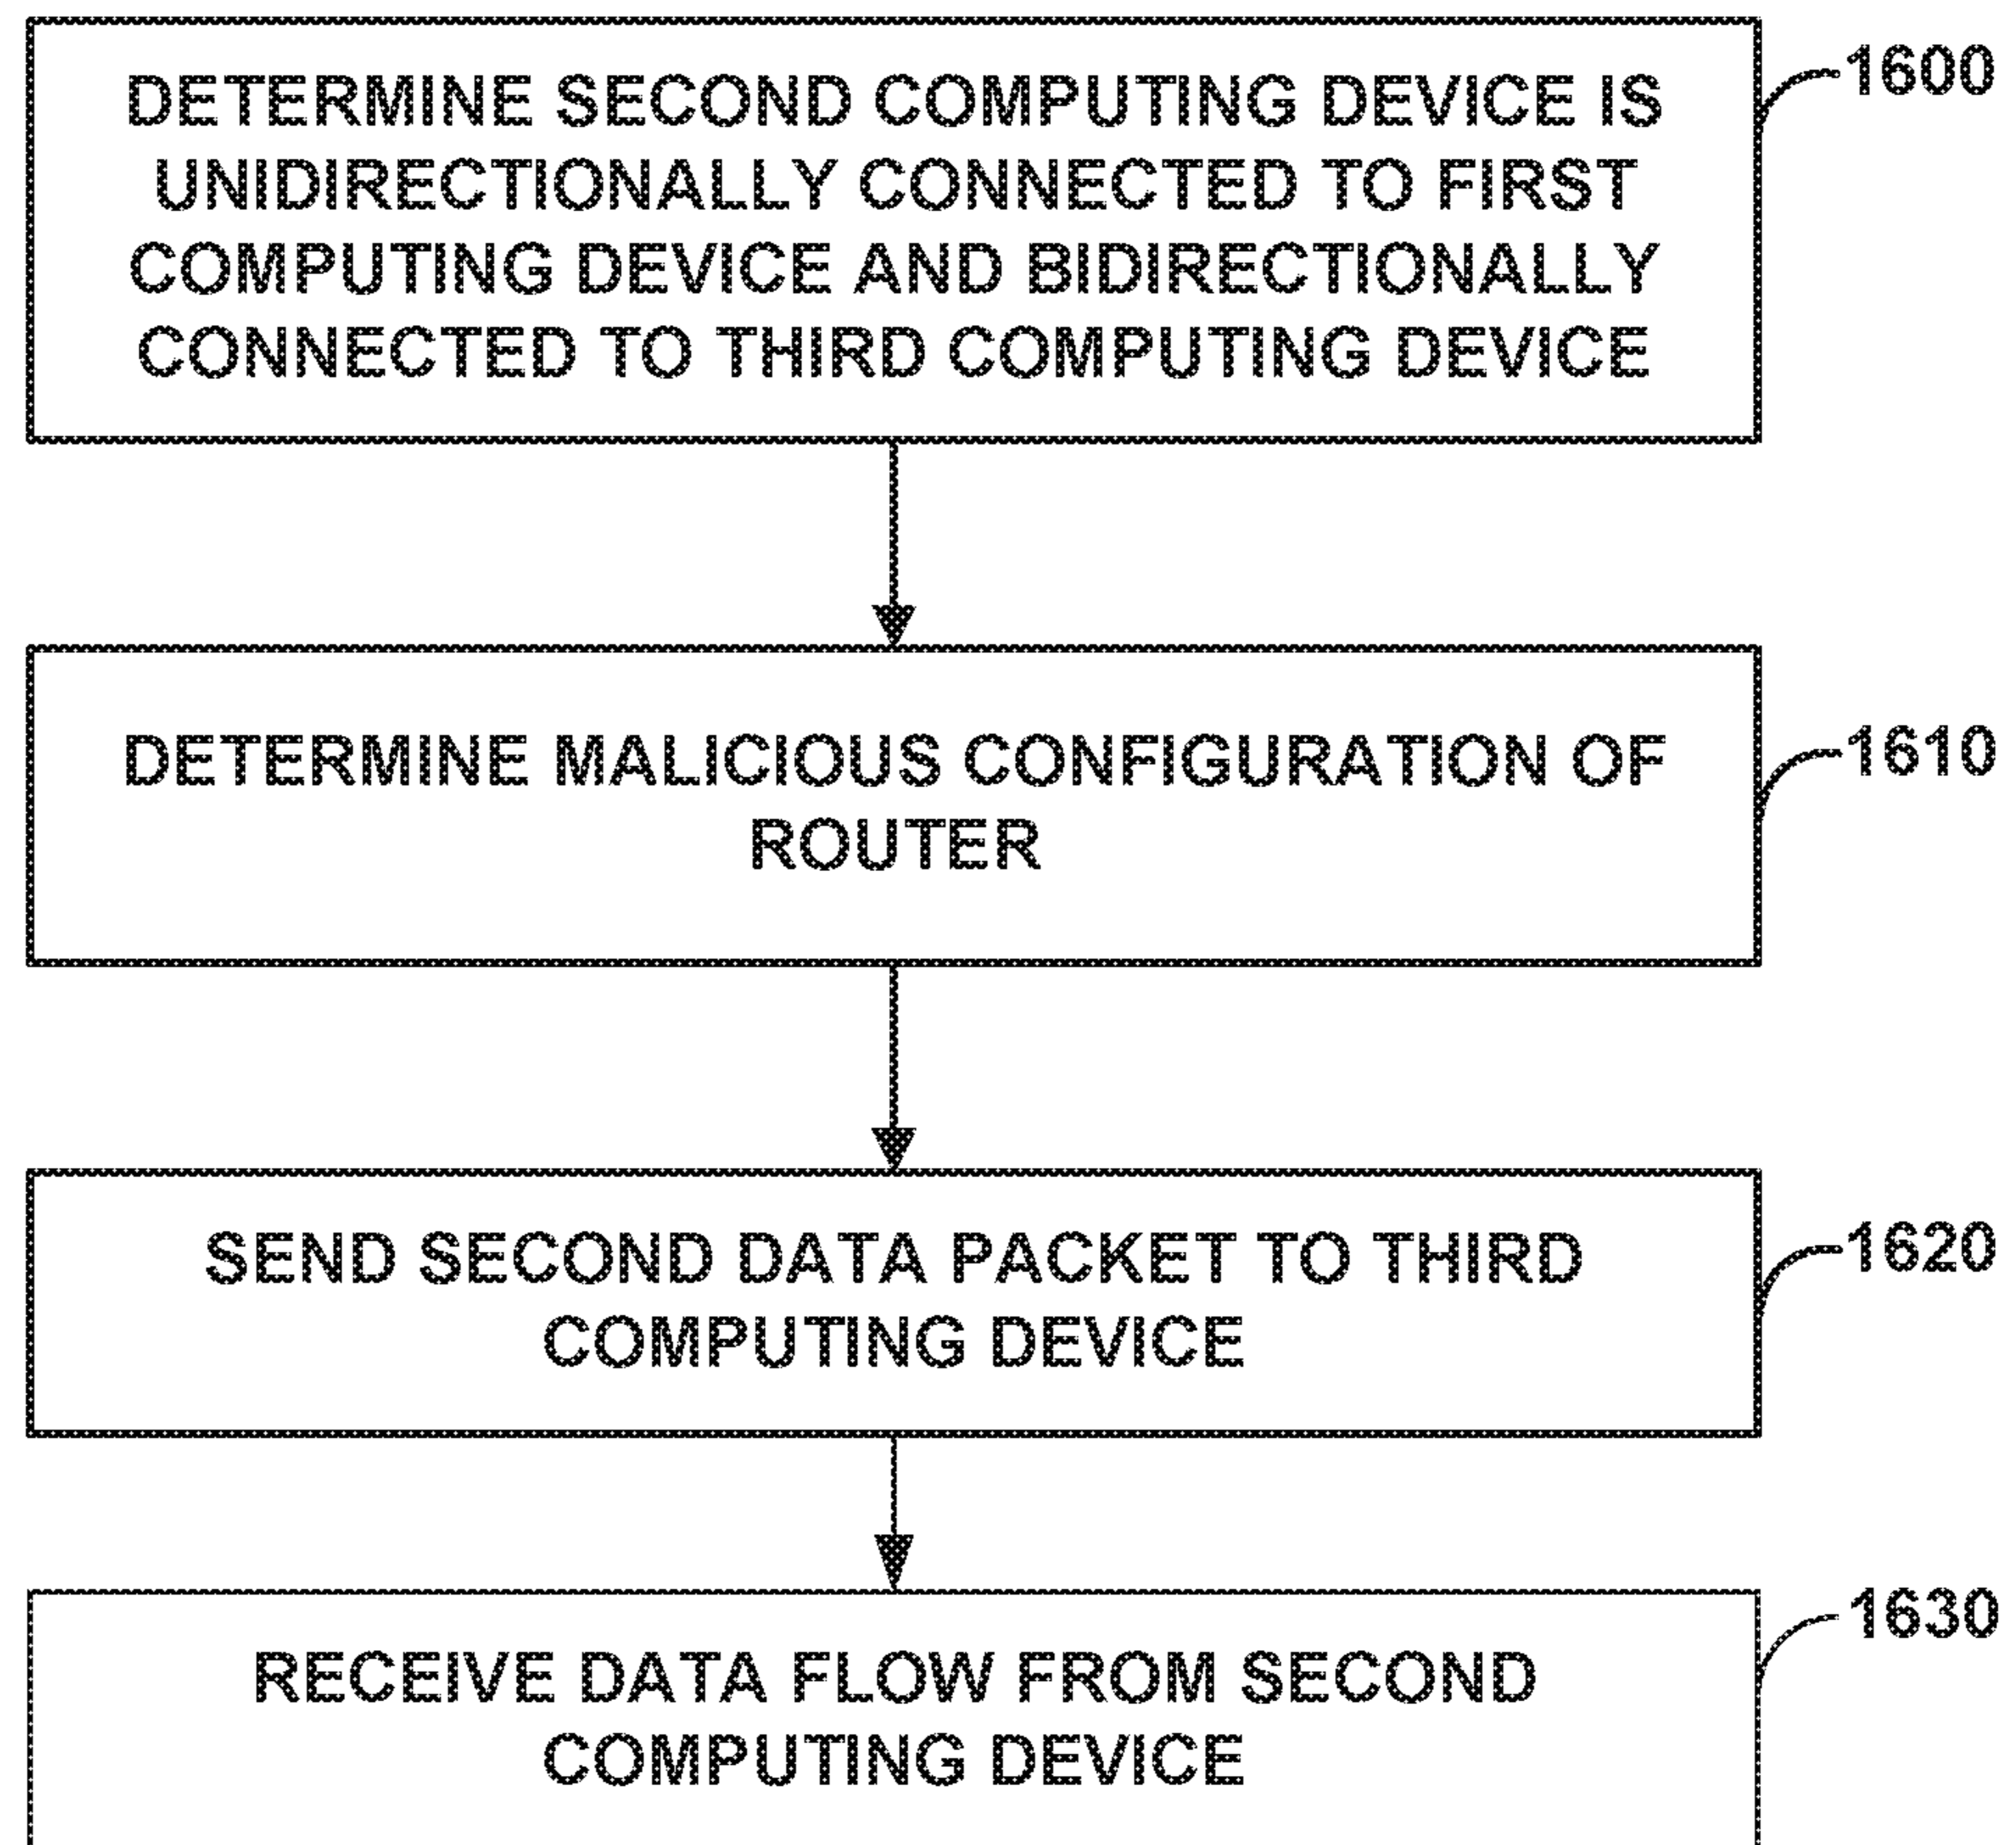 DETERMINE SECOND COMPUTING DEVICE IS
UNIDIRECTIONALLY CONNECTED TO FIRST
COMPUTING DEVICE AND BIDIRECTIONALLY
CONNECTED TO THIRD COMPUTING DEVICE
1600
DETERMINE MALICIOUS CONFIGURATION OF
ROUTER
1610
SEND SECOND DATA PACKET TO THIRD
COMPUTING DEVICE
1620
RECEIVE DATA FLOW FROM SECOND
COMPUTING DEVICE
1630